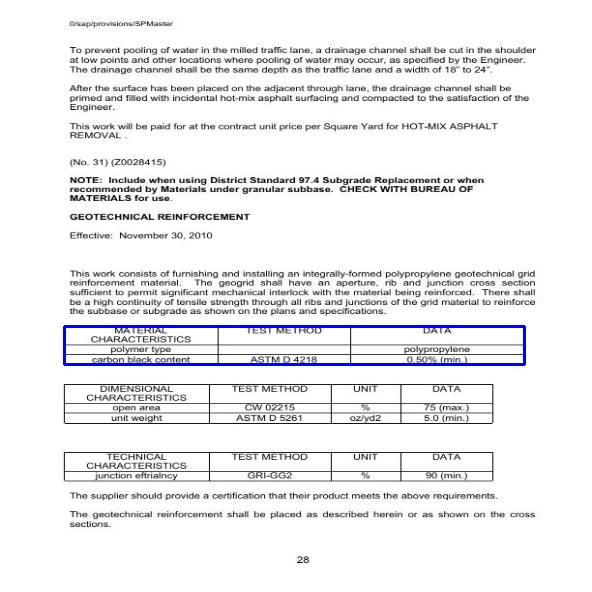 0/sap/provisions/SPMaster
To prevent pooling of water in the milled traffic lane, a drainage channel shall be cut in the shoulder
at low points and other locations where pooling of water may occur, as specified by the Engineer.
The drainage channel shall be the same depth as the traffic lane and a width of 18" to 24".
After the surface has been placed on the adjacent through lane, the drainage channel shall be
primed and filled with incidental hot-mix asphalt surfacing and compacted to the satisfaction of the
Engineer.
This work will be paid for at the contract unit price per Square Yard for HOT-MIX ASPHALT
REMOVAL .
(No. 31) (Z0028415)
NOTE: Include when using District Standard 97.4 Subgrade Replacement or when
recommended by Materials under granular subbase. CHECK WITH BUREAU OF
MATERIALS for use.
GEOTECHNICAL REINFORCEMENT
Effective: November 30, 2010
This work consists of furnishing and installing an integrally-formed polypropylene geotechnical grid
reinforcement material. The geogrid shall have an aperture, rib and junction cross section
sufficient to permit significant mechanical interlock with the material being reinforced. There shall
be a high continuity of tensile strength through all ribs and junctions of the grid material to reinforce
the subbase or subgrade as shown on the plans and specifications.
MATERIAL TEST METHOD DATA
CHARACTERISTICS
polymer type polypropylene
carbon black content ASTM D 4218 0.50% (min.)
DIMENSIONAL TEST METHOD UNIT DATA
CHARACTERISTICS
open area CW 02215 % 75 (max.)
unit weight ASTM D 5261 oz/yd2 5.0 (min.)
TECHNICAL TEST METHOD UNIT DATA
CHARACTERISTICS
junction eftrialncy GRI-GG2 % 90 (min.)
The supplier should provide a certification that their product meets the above requirements.
The geotechnical reinforcement shall be placed as described herein or as shown on the cross
sections.
28